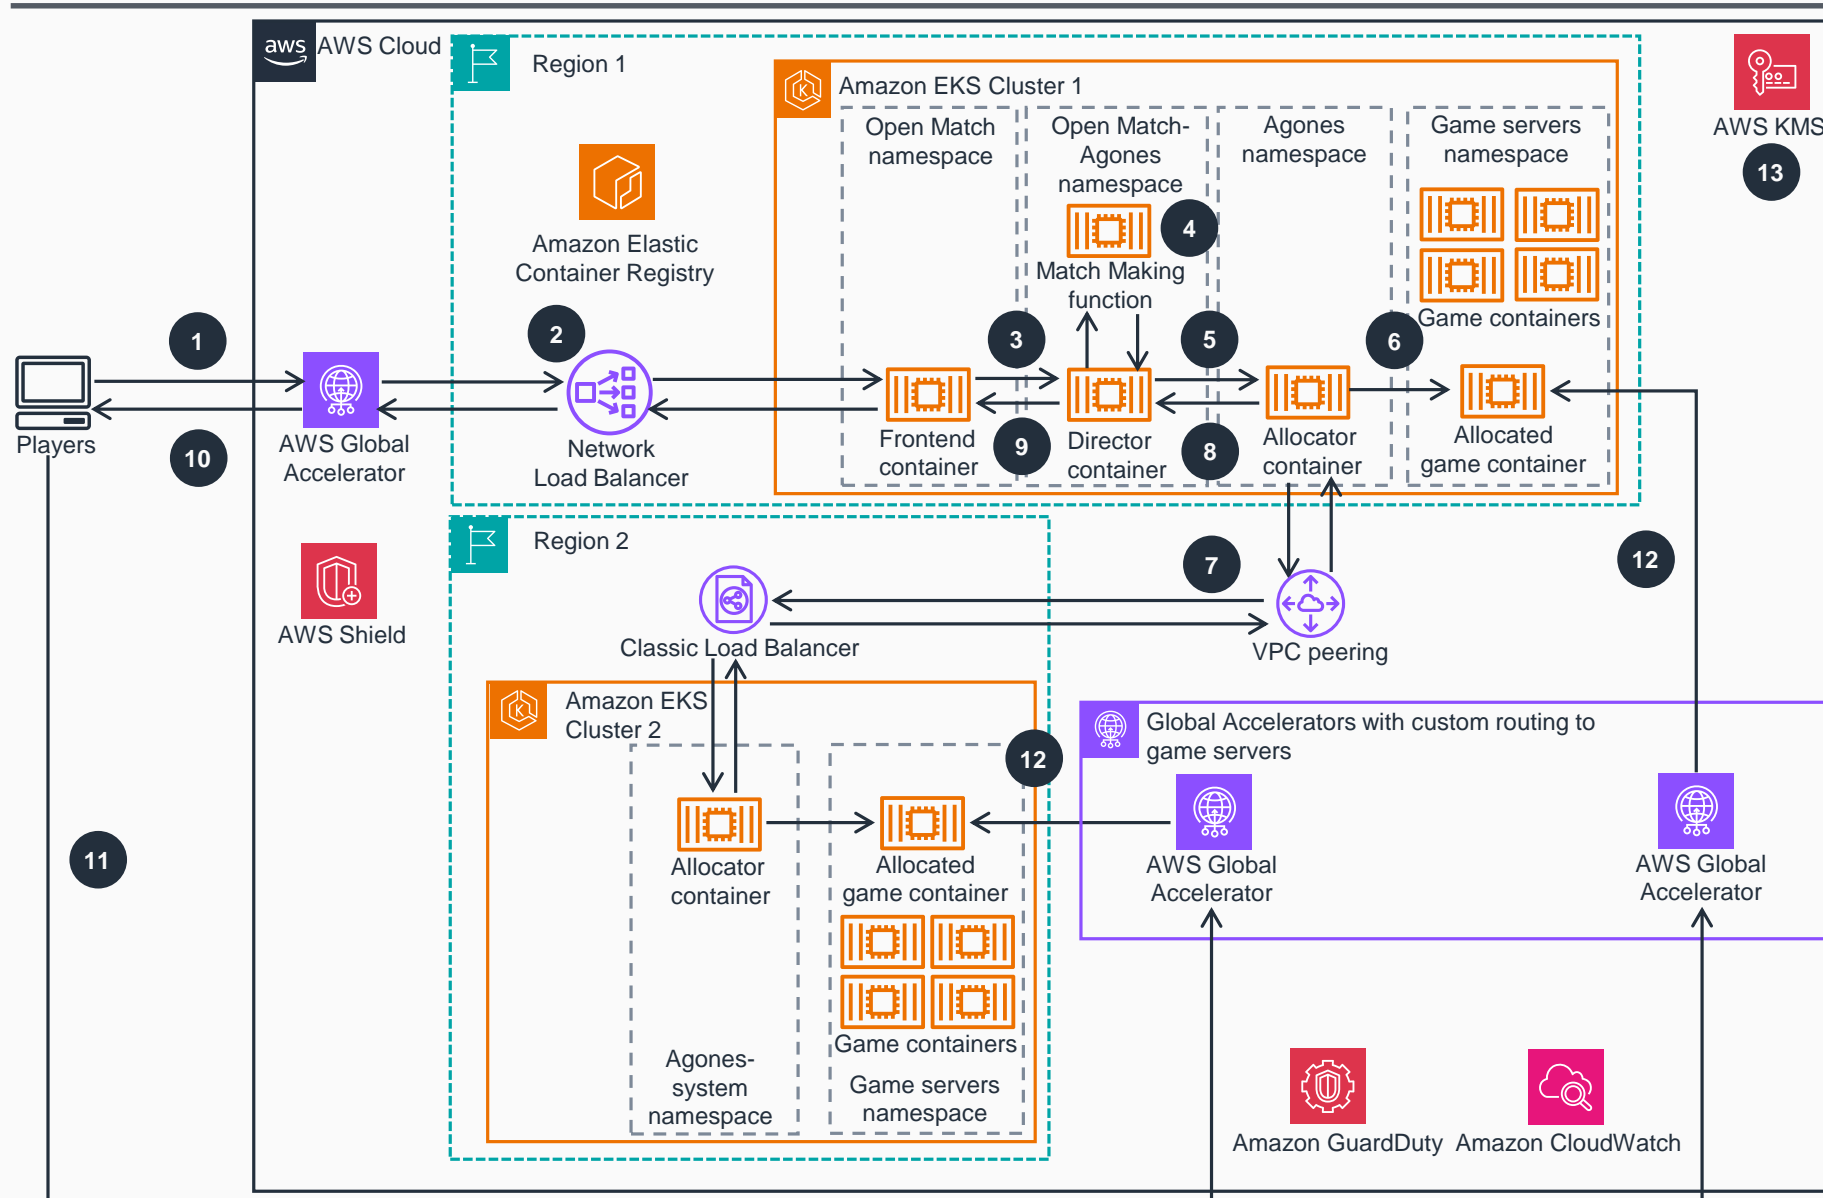 aws
AWS Cloud
Region 1
Amazon EKS Cluster 1
Open Match
namespace
Open Match-
Agones
namespace
Agones
namespace
Game servers
namespace
AWS KMS
13
Amazon Elastic
Container Registry
4
Match Making
function
Game containers
1
2
3
5
6
Players
10
AWS Global
Accelerator
Network
Load Balancer
Frontend
container
9
Director
container
8
Allocator
container
Allocated
game container
Region 2
7
12
AWS Shield
Classic Load Balancer
VPC peering
Amazon EKS
Cluster 2
12
Global Accelerators with custom routing to
game servers
11
Allocator
container
Allocated
game container
AWS Global
Accelerator
AWS Global
Accelerator
Game containers
Agones-
system
namespace
Game servers
namespace
Amazon GuardDuty
Amazon CloudWatch